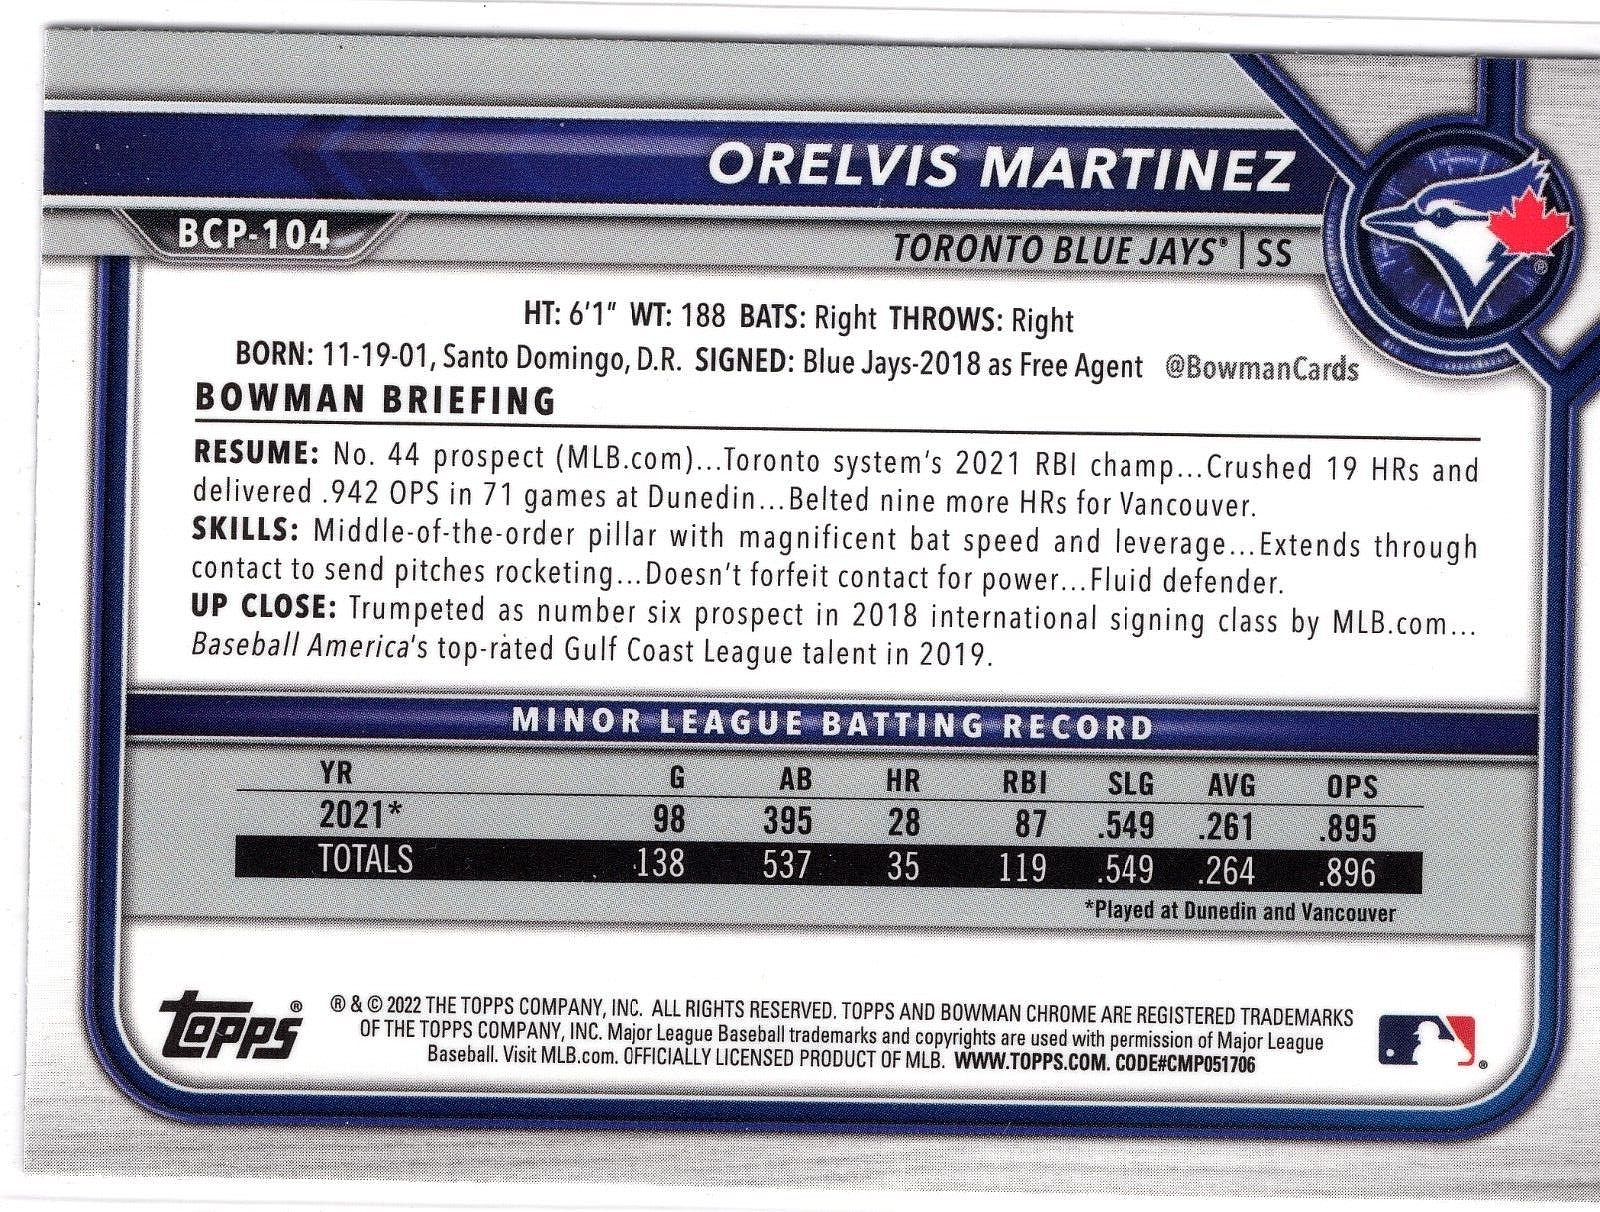 ORELVIS MARTINEZ
BCP-104
TORONTO BLUE JAYS® | SS
®
HT: 6'1" WT: 188 BATS: Right THROWS: Right
BORN: 11-19-01, Santo Domingo, D.R. SIGNED: Blue Jays-2018 as Free Agent @BowmanCards
BOWMAN BRIEFING
RESUME: No. 44 prospect (MLB.com)...Toronto system's 2021 RBI champ...Crushed 19 HRs and
delivered .942 OPS in 71 games at Dunedin...Belted nine more HRs for Vancouver.
SKILLS: Middle-of-the-order pillar with magnificent bat speed and leverage...Extends through
contact to send pitches rocketing...Doesn't forfeit contact for power...Fluid defender.
UP CLOSE: Trumpeted as number six prospect in 2018 international signing class by MLB.com...
Baseball America's top-rated Gulf Coast League talent in 2019.
MINOR LEAGUE BATTING RECORD
YR G AB HR RBI SLG AVG OPS
2021* 98 395 28 87 .549 .261 .895
TOTALS 138 537 35 119 .549 .264 .896
*Played at Dunedin and Vancouver
topps®
® & © 2022 THE TOPPS COMPANY, INC. ALL RIGHTS RESERVED. TOPPS AND BOWMAN CHROME ARE REGISTERED TRADEMARKS
OF THE TOPPS COMPANY, INC. Major League Baseball trademarks and copyrights are used with permission of Major League
Baseball. Visit MLB.com. OFFICIALLY LICENSED PRODUCT OF MLB. WWW.TOPPS.COM. CODE#CMP051706
®